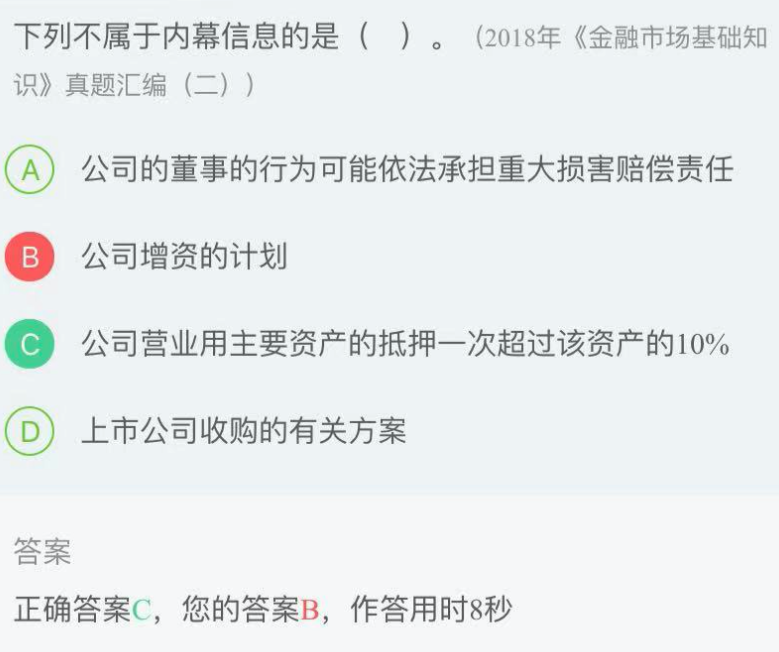 下列不属于内幕信息的是（ ）。（2018年《金融市场基础知
识》真题汇编（二））
A 公司的董事的行为可能依法承担重大损害赔偿责任
B 公司增资的计划
C 公司营业用主要资产的抵押一次超过该资产的10%
D 上市公司收购的有关方案
答案
正确答案C，您的答案B，作答用时8秒